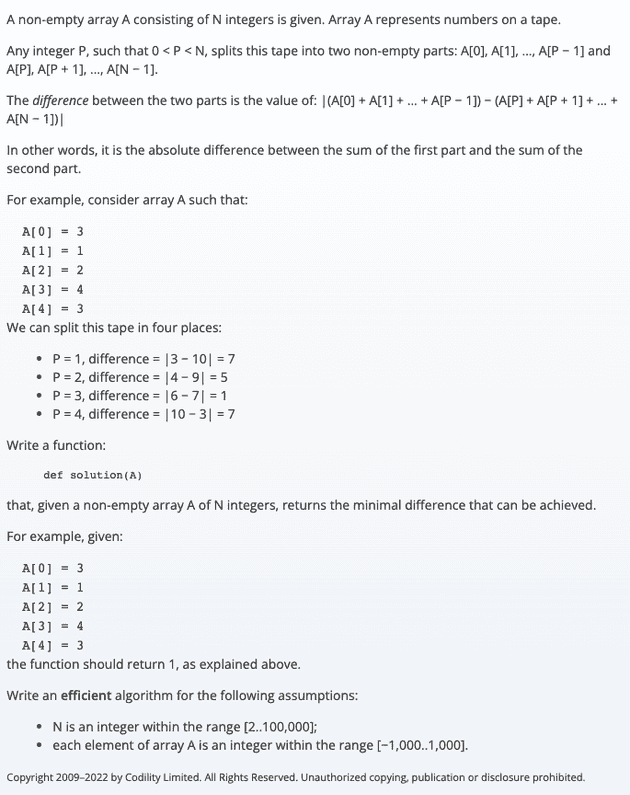 A non-empty array A consisting of N integers is given. Array A represents numbers on a tape.
Any integer P, such that 0 < P < N, splits this tape into two non-empty parts: A[0], A[1], ..., A[P − 1] and
A[P], A[P + 1], ..., A[N − 1].
The difference between the two parts is the value of: |(A[0] + A[1] + ... + A[P − 1]) − (A[P] + A[P + 1] + ... +
A[N − 1])|
In other words, it is the absolute difference between the sum of the first part and the sum of the
second part.
For example, consider array A such that:
A[0] = 3
A[1] = 1
A[2] = 2
A[3] = 4
A[4] = 3
We can split this tape in four places:
• P = 1, difference = |3 − 10| = 7
• P = 2, difference = |4 − 9| = 5
• P = 3, difference = |6 − 7| = 1
• P = 4, difference = |10 − 3| = 7
Write a function:
def solution(A)
that, given a non-empty array A of N integers, returns the minimal difference that can be achieved.
For example, given:
A[0] = 3
A[1] = 1
A[2] = 2
A[3] = 4
A[4] = 3
the function should return 1, as explained above.
Write an efficient algorithm for the following assumptions:
• N is an integer within the range [2..100,000];
• each element of array A is an integer within the range [−1,000..1,000].
Copyright 2009–2022 by Codility Limited. All Rights Reserved. Unauthorized copying, publication or disclosure prohibited.